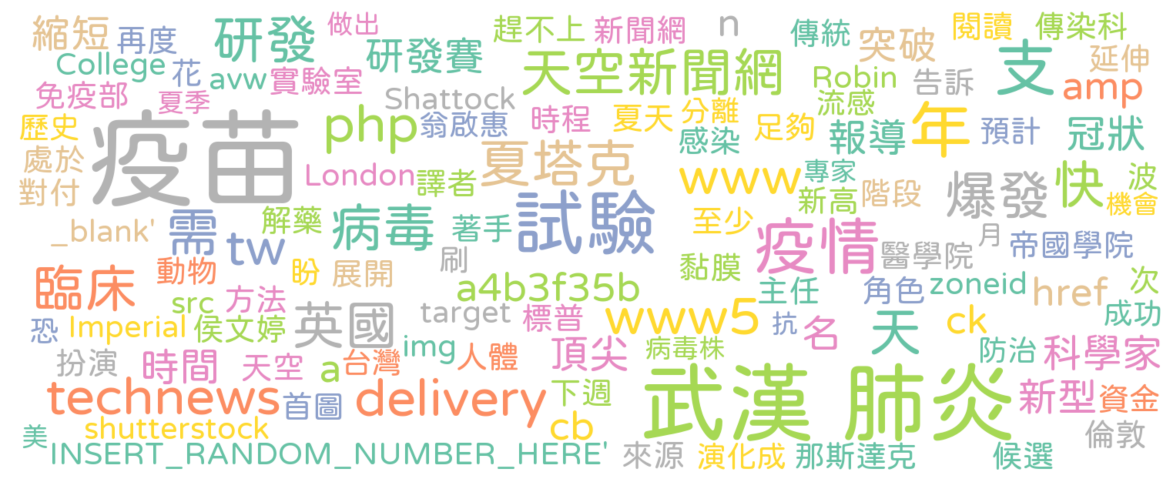 縮短 再度 研發 做出 研發賽 趕不上 新聞網 n 傳統 突破 閱讀 傳染科
College 花 avw 實驗室 天空新聞網 Robin 告訴 支 延伸 amp
免疫部 夏季 Shattock 流感
歷史 疫苗 php 翁啟惠 時程 夏天 分離 感染 足夠 報導 年 預計 冠狀
處於 London 譯者 夏塔克 www 專家 爆發 快 波
對付 新高 階段 機會
_blank' 需 tw 解藥 病毒 著手 試驗 至少 疫情 醫學院 月 帝國學院
臨床 動物 盼 展開 刷 a4b3f35b 黏膜 主任 角色 zoneid href 次
src 方法 target 標普 www5 抗 名 天 ck 成功
恐 Imperial 侯文婷 英國 img 人體 頂尖 病毒株 防治 科學家
扮演 時間 天空 a 台灣
technews 首圖 delivery 下週 武漢 肺炎 新型 資金
美 shutterstock cb 倫敦
INSERT_RANDOM_NUMBER_HERE' 來源 演化成 那斯達克 候選